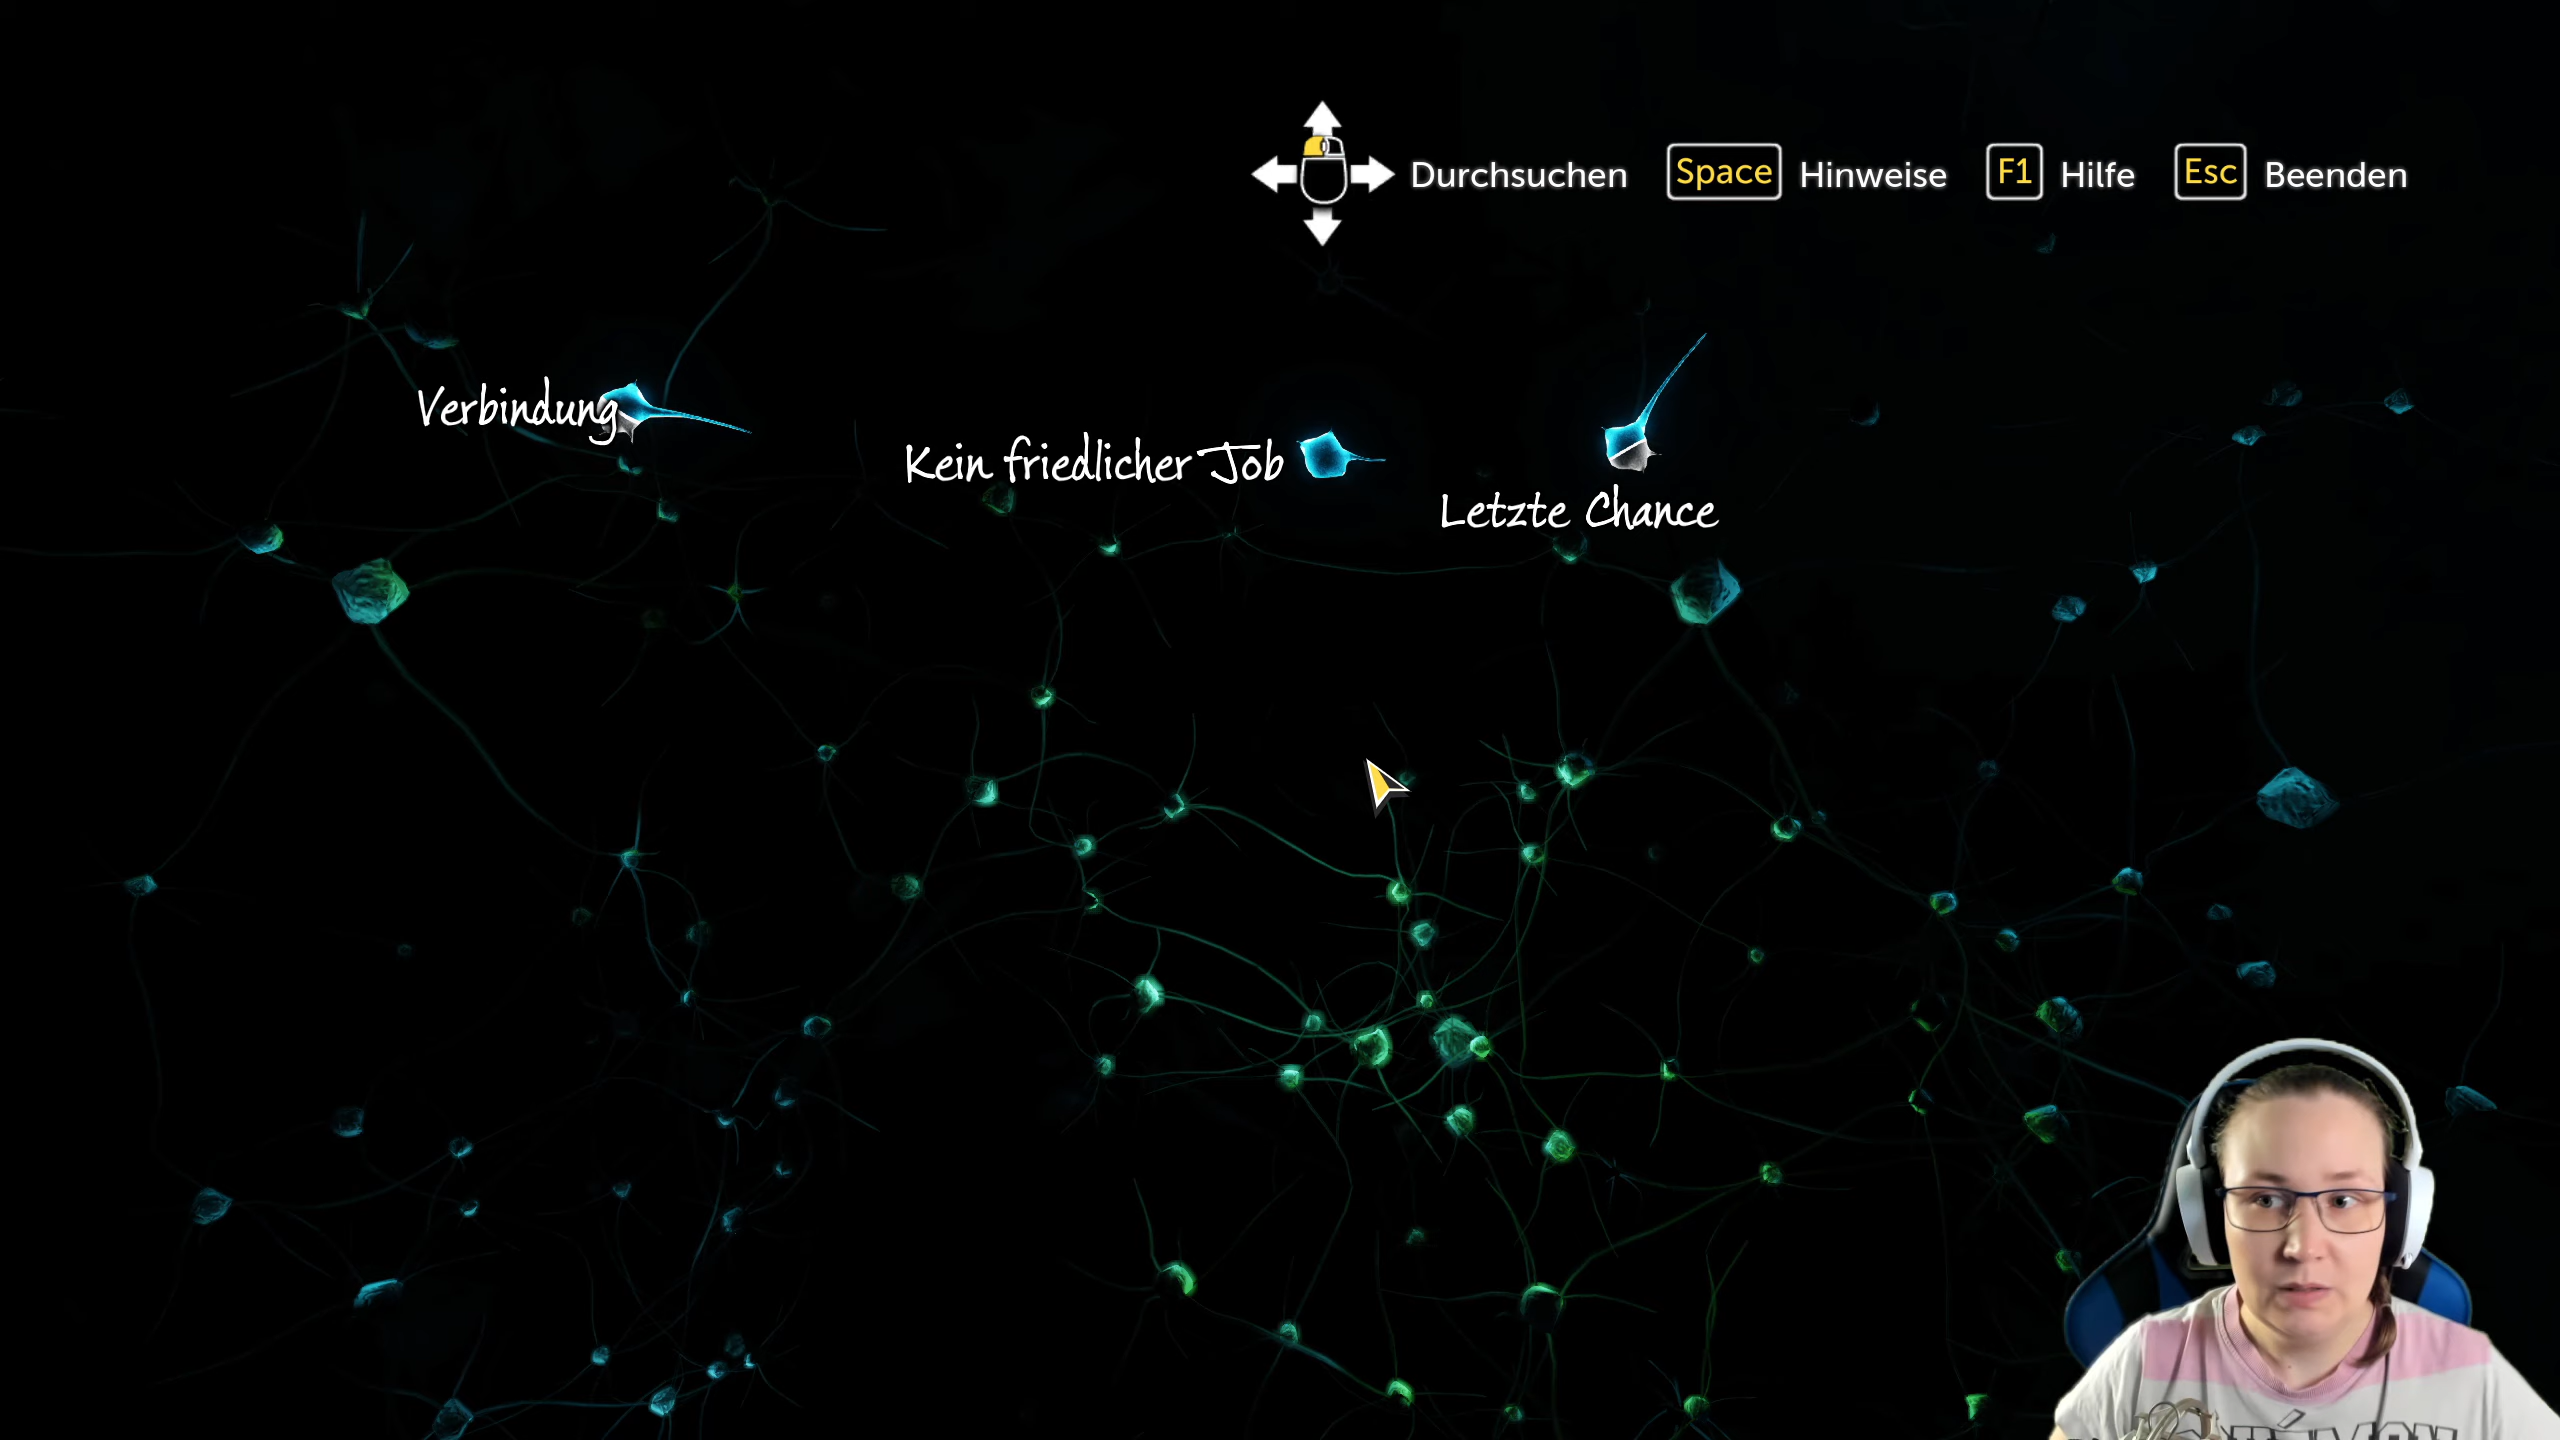 Durchsuchen Space Hinweise F1 Hilfe Esc Beenden
Verbindung
Kein friedlicher Job
Letzte Chance